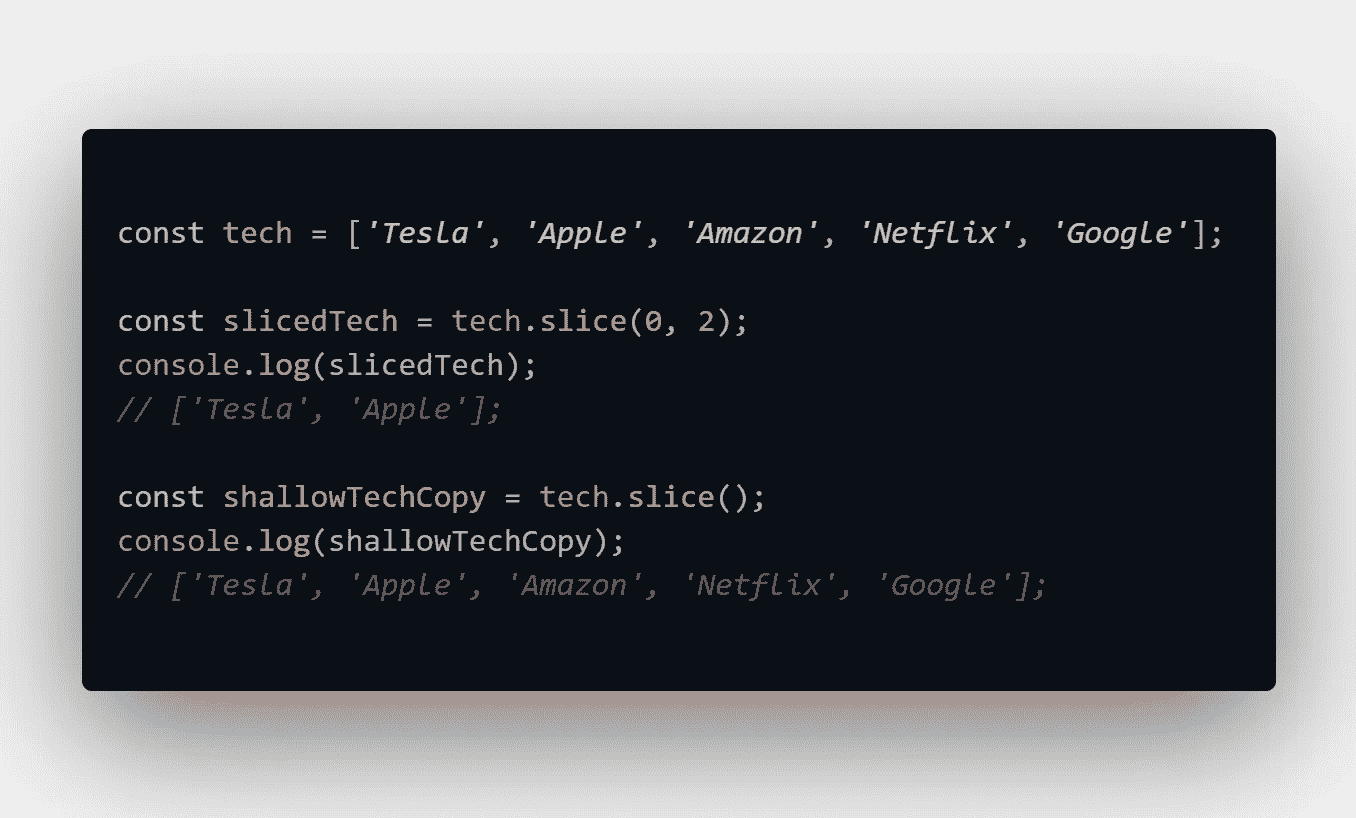 const tech = ['Tesla', 'Apple', 'Amazon', 'Netflix', 'Google'];
const slicedTech = tech.slice(0, 2);
console.log(slicedTech);
// ['Tesla', 'Apple'];
const shallowTechCopy = tech.slice();
console.log(shallowTechCopy);
// ['Tesla', 'Apple', 'Amazon', 'Netflix', 'Google'];